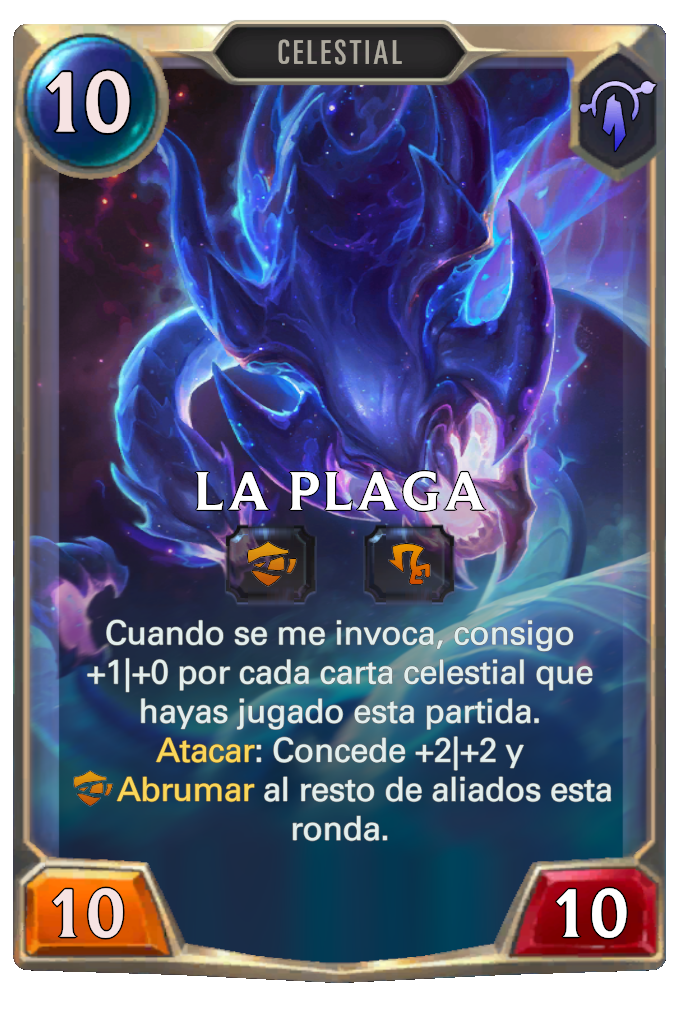 CELESTIAL
10
LA PLAGA
Cuando se me invoca, consigo
+1|+0 por cada carta celestial que
hayas jugado esta partida.
Atacar: Concede +2|+2 y
Abrumar al resto de aliados esta
ronda.
10
10